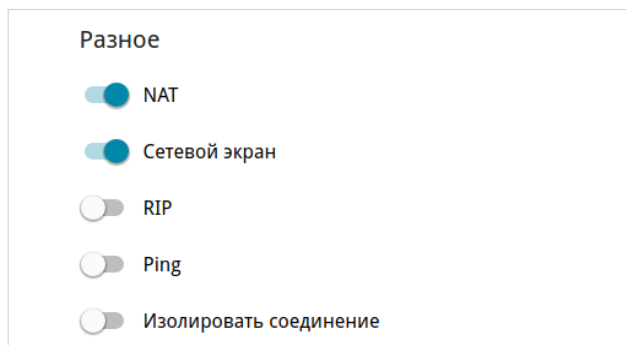 Разное
NAT
Сетевой экран
RIP
Ping
Изолировать соединение